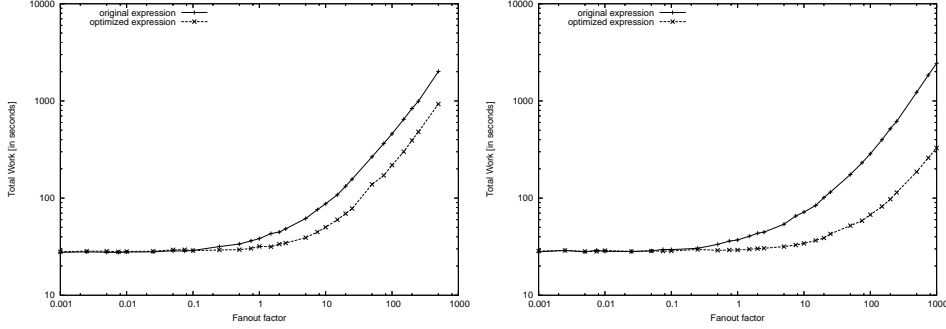 10000
1000
100
10
0.001 0.01 0.1 1 10 100 1000
Total Work [in seconds]
Fanout factor
original expression
optimized expression
10000
1000
100
10
0.001 0.01 0.1 1 10 100 1000
Total Work [in seconds]
Fanout factor
original expression
optimized expression